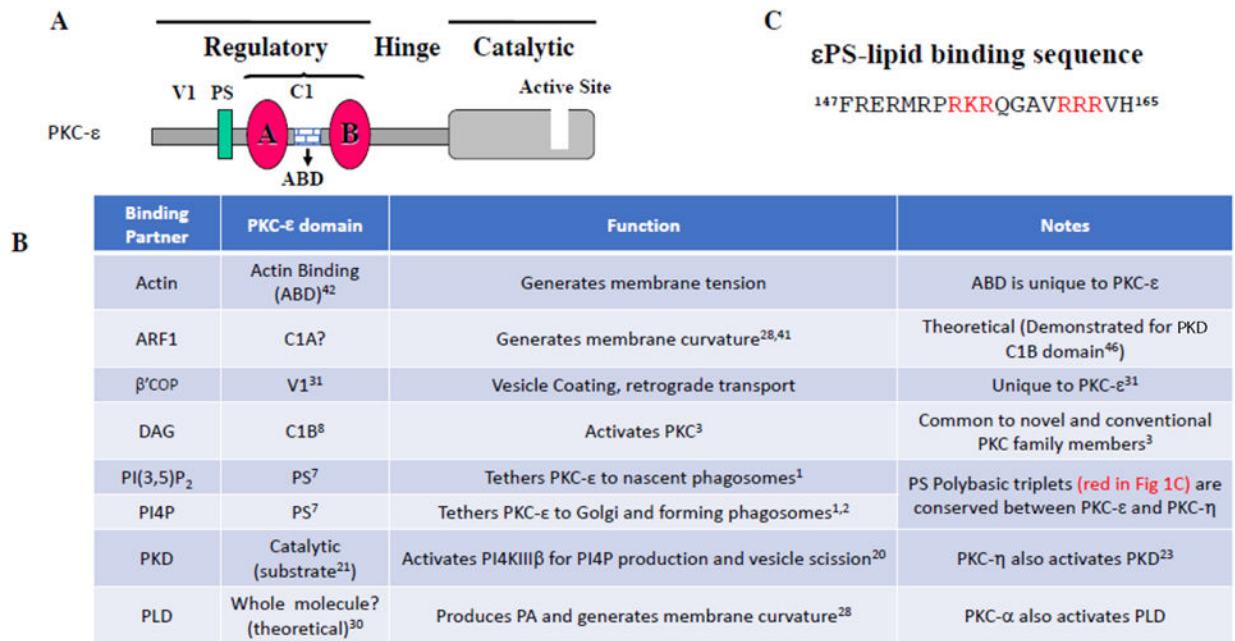 A
Regulatory Hinge Catalytic
V1 PS C1 Active Site
PKC-ε A B
ABD
C
εPS-lipid binding sequence
¹⁴⁷FRERMRPRKRQGAVRRRVH¹⁶⁵
B
Binding Partner PKC-ε domain Function Notes
Actin Actin Binding (ABD)⁴² Generates membrane tension ABD is unique to PKC-ε
ARF1 C1A? Generates membrane curvature²⁸,⁴¹ Theoretical (Demonstrated for PKD C1B domain⁴⁶)
β'COP V1³¹ Vesicle Coating, retrograde transport Unique to PKC-ε³¹
DAG C1B⁸ Activates PKC³ Common to novel and conventional PKC family members³
PI(3,5)P₂ PS⁷ Tethers PKC-ε to nascent phagosomes¹ PS Polybasic triplets (red in Fig 1C) are conserved between PKC-ε and PKC-η
PI4P PS⁷ Tethers PKC-ε to Golgi and forming phagosomes¹,²
PKD Catalytic (substrate²¹) Activates PI4KIIIβ for PI4P production and vesicle scission²⁰ PKC-η also activates PKD²³
PLD Whole molecule? (theoretical)³⁰ Produces PA and generates membrane curvature²⁸ PKC-α also activates PLD